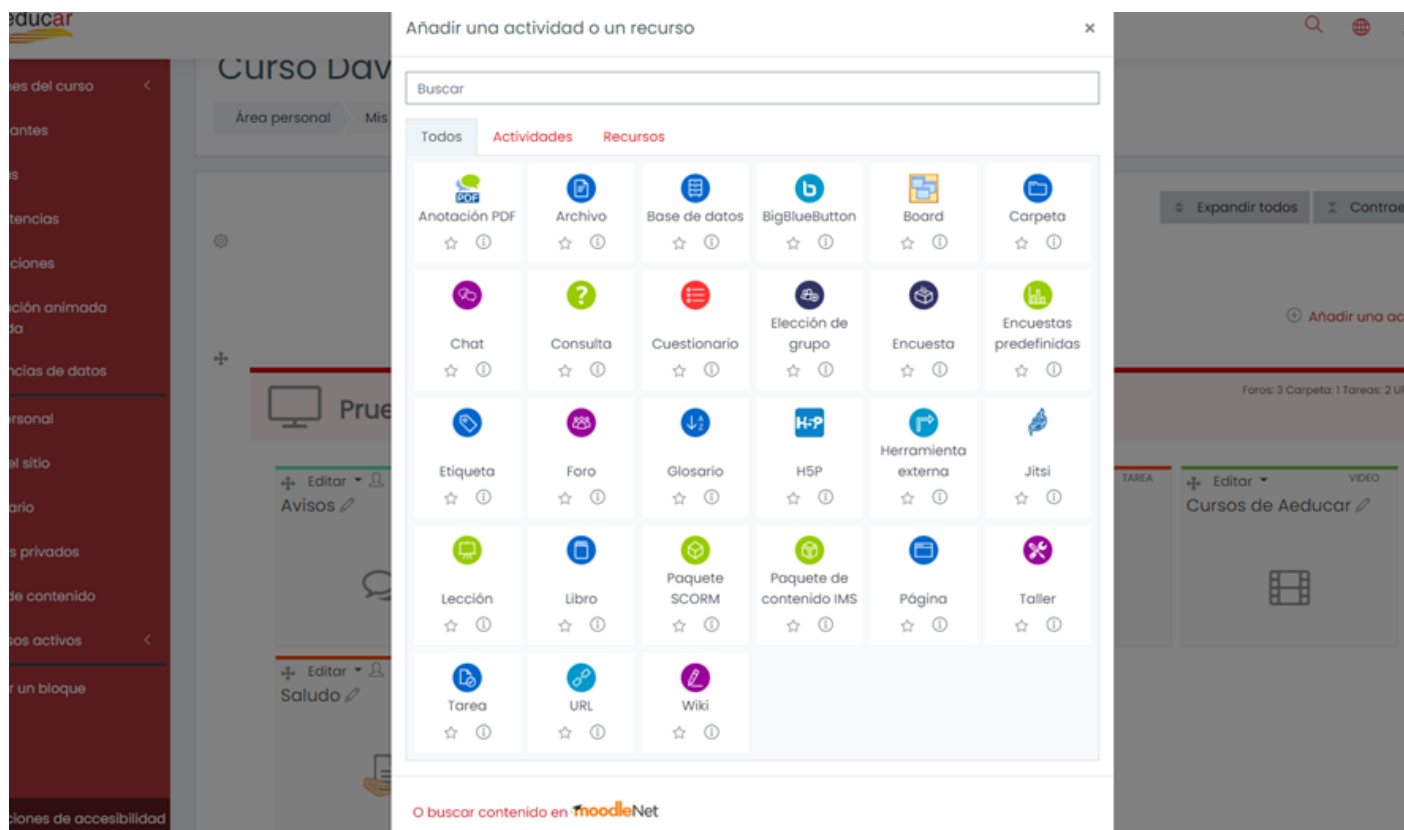 Añadir una actividad o un recurso
×
Buscar
Todos Actividades Recursos
PDF
Anotación PDF Archivo Base de datos BigBlueButton Board Carpeta
Chat Consulta Cuestionario Elección de grupo Encuesta Encuestas predefinidas
H5P
Etiqueta Foro Glosario H5P Herramienta externa Jitsi
Lección Libro Paquete SCORM Paquete de contenido IMS Página Taller
Tarea URL Wiki
O buscar contenido en moodleNet
educar
es del curso
antes
s
tencias
ciones
ción animada
da
ncias de datos
rsonal
el sitio
ario
s privados
de contenido
sos activos
r un bloque
ciones de accesibilidad
Curso Dav
Área personal Mis
Expandir todos Contrae
Añadir una ac
Prue
Foros: 3 Carpeta: 1 Tareas: 2 UR
Editar
Avisos
TAREA
Editar VIDEO
Cursos de Aeducar
Editar
Saludo